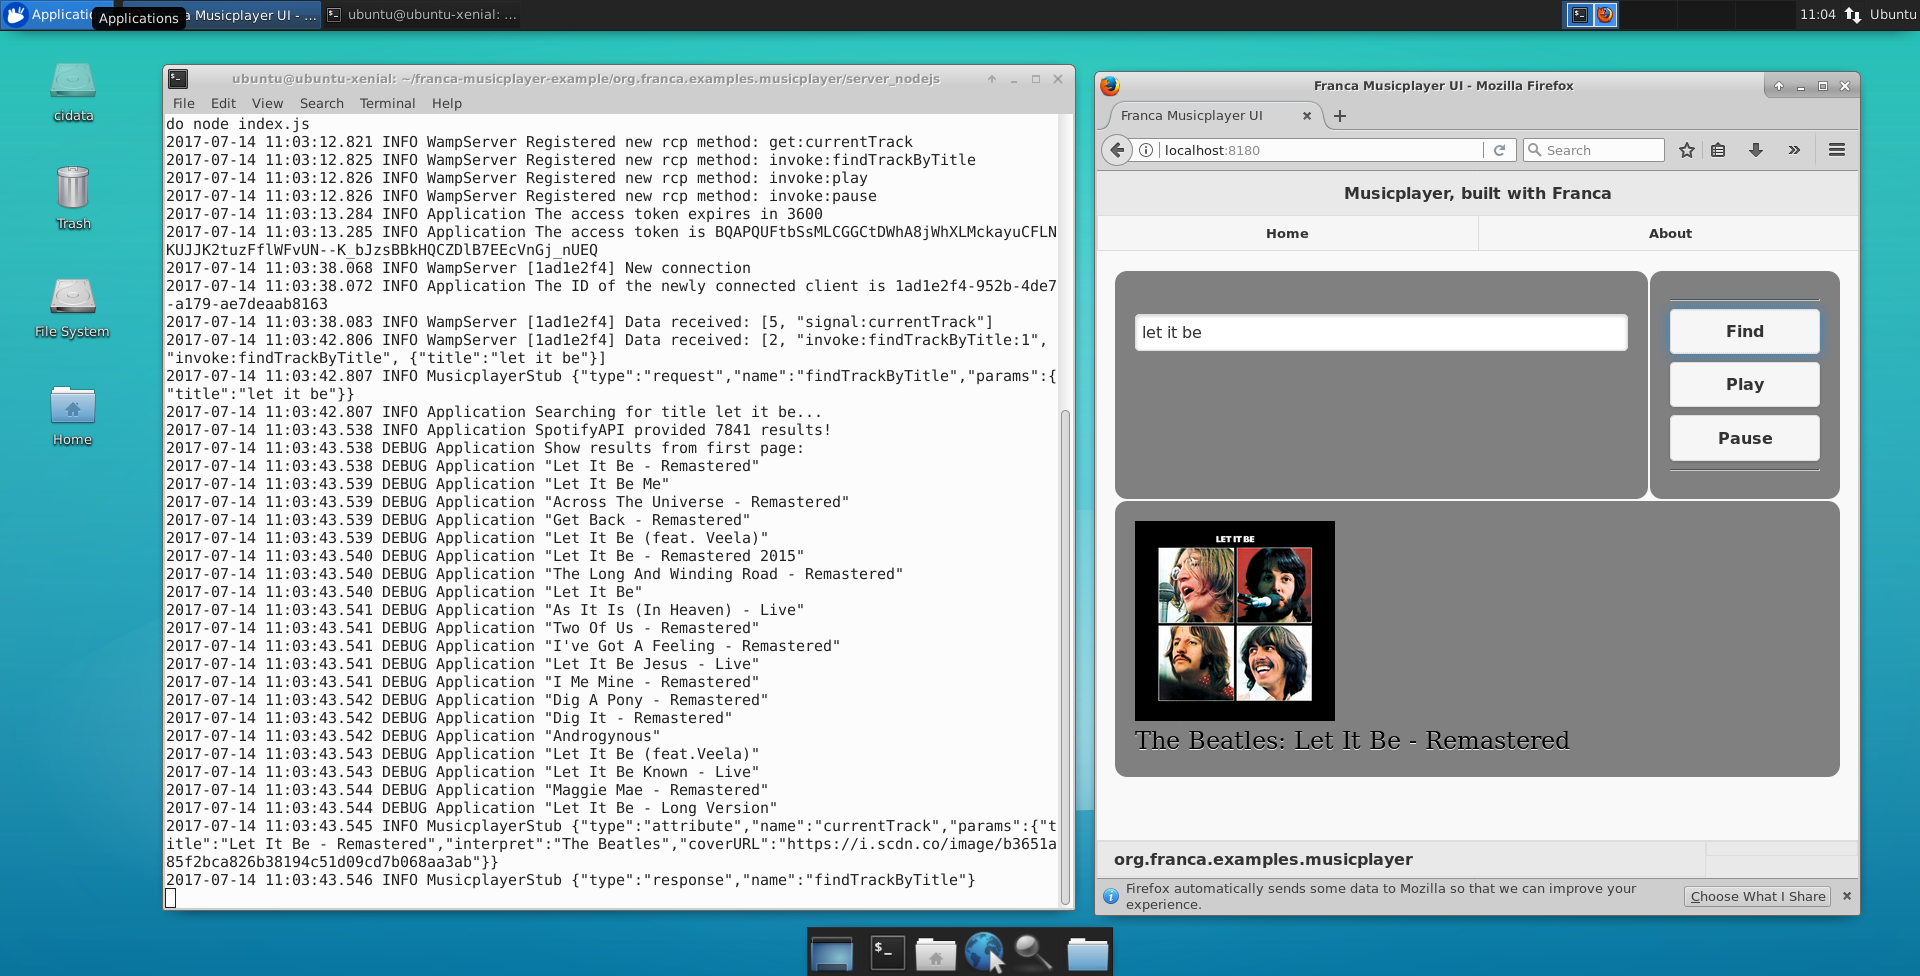 Applicatio
Applications
a Musicplayer UI - ...
ubuntu@ubuntu-xenial: ...
11:04
Ubuntu
cidata
Trash
File System
Home
ubuntu@ubuntu-xenial: ~/franca-musicplayer-example/org.franca.examples.musicplayer/server_nodejs
File Edit View Search Terminal Help
do node index.js
2017-07-14 11:03:12.821 INFO WampServer Registered new rcp method: get:currentTrack
2017-07-14 11:03:12.825 INFO WampServer Registered new rcp method: invoke:findTrackByTitle
2017-07-14 11:03:12.826 INFO WampServer Registered new rcp method: invoke:play
2017-07-14 11:03:12.826 INFO WampServer Registered new rcp method: invoke:pause
2017-07-14 11:03:13.284 INFO Application The access token expires in 3600
2017-07-14 11:03:13.285 INFO Application The access token is BQAPQUFtbSsMLCGGCtDWhA8jWhXLMckayuCFLN
KUJJK2tuzFflWFvUN--K_bJzsBBkHQCZDlB7EEcVnGj_nUEQ
2017-07-14 11:03:38.068 INFO WampServer [1ad1e2f4] New connection
2017-07-14 11:03:38.072 INFO Application The ID of the newly connected client is 1ad1e2f4-952b-4de7
-a179-ae7deaab8163
2017-07-14 11:03:38.083 INFO WampServer [1ad1e2f4] Data received: [5, "signal:currentTrack"]
2017-07-14 11:03:42.806 INFO WampServer [1ad1e2f4] Data received: [2, "invoke:findTrackByTitle:1",
"invoke:findTrackByTitle", {"title":"let it be"}]
2017-07-14 11:03:42.807 INFO MusicplayerStub {"type":"request","name":"findTrackByTitle","params":{
"title":"let it be"}}
2017-07-14 11:03:42.807 INFO Application Searching for title let it be...
2017-07-14 11:03:43.538 INFO Application SpotifyAPI provided 7841 results!
2017-07-14 11:03:43.538 DEBUG Application Show results from first page:
2017-07-14 11:03:43.538 DEBUG Application "Let It Be - Remastered"
2017-07-14 11:03:43.539 DEBUG Application "Let It Be Me"
2017-07-14 11:03:43.539 DEBUG Application "Across The Universe - Remastered"
2017-07-14 11:03:43.539 DEBUG Application "Get Back - Remastered"
2017-07-14 11:03:43.539 DEBUG Application "Let It Be (feat. Veela)"
2017-07-14 11:03:43.540 DEBUG Application "Let It Be - Remastered 2015"
2017-07-14 11:03:43.540 DEBUG Application "The Long And Winding Road - Remastered"
2017-07-14 11:03:43.540 DEBUG Application "Let It Be"
2017-07-14 11:03:43.541 DEBUG Application "As It Is (In Heaven) - Live"
2017-07-14 11:03:43.541 DEBUG Application "Two Of Us - Remastered"
2017-07-14 11:03:43.541 DEBUG Application "I've Got A Feeling - Remastered"
2017-07-14 11:03:43.541 DEBUG Application "Let It Be Jesus - Live"
2017-07-14 11:03:43.541 DEBUG Application "I Me Mine - Remastered"
2017-07-14 11:03:43.542 DEBUG Application "Dig A Pony - Remastered"
2017-07-14 11:03:43.542 DEBUG Application "Dig It - Remastered"
2017-07-14 11:03:43.542 DEBUG Application "Androgynous"
2017-07-14 11:03:43.543 DEBUG Application "Let It Be (feat.Veela)"
2017-07-14 11:03:43.543 DEBUG Application "Let It Be Known - Live"
2017-07-14 11:03:43.544 DEBUG Application "Maggie Mae - Remastered"
2017-07-14 11:03:43.544 DEBUG Application "Let It Be - Long Version"
2017-07-14 11:03:43.545 INFO MusicplayerStub {"type":"attribute","name":"currentTrack","params":{"t
itle":"Let It Be - Remastered","interpret":"The Beatles","coverURL":"https://i.scdn.co/image/b3651a
85f2bca826b38194c51d09cd7b068aa3ab"}}
2017-07-14 11:03:43.546 INFO MusicplayerStub {"type":"response","name":"findTrackByTitle"}
Franca Musicplayer UI - Mozilla Firefox
Franca Musicplayer UI
localhost:8180
Search
Musicplayer, built with Franca
Home
About
let it be
Find
Play
Pause
LET IT BE
The Beatles: Let It Be - Remastered
org.franca.examples.musicplayer
Firefox automatically sends some data to Mozilla so that we can improve your
experience.
Choose What I Share
$-